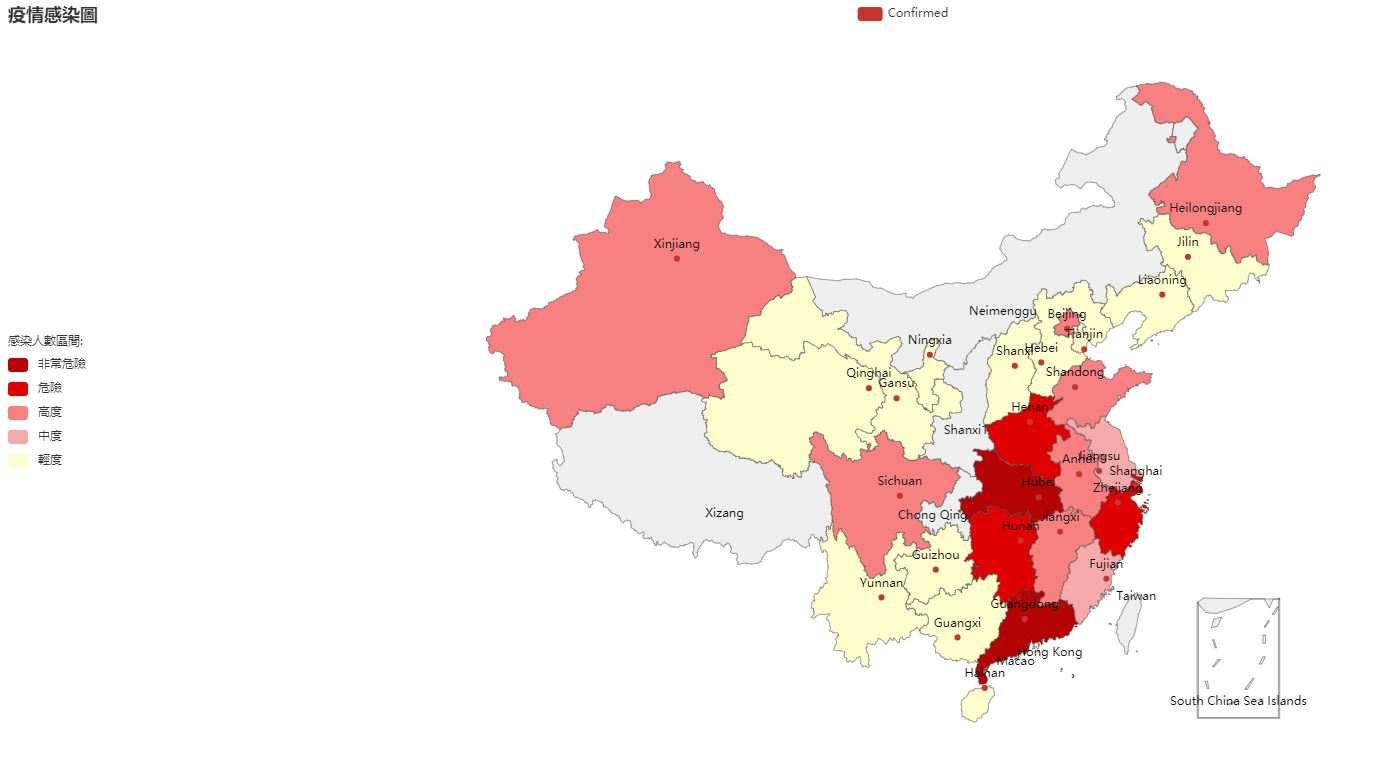 疫情感染圖
Confirmed
Heilongjiang
Jilin
Xinjiang
Liaoning
Neimenggu
Beijing
Tianjin
Ningxia
感染人數區間:
Shanxi
Hebei
非常危險
Qinghai
Gansu
Shandong
危險
高度
Henan
中度
Shanxi1
輕度
Anhui
Jiangsu
Shanghai
Sichuan
Hubei
Zhejiang
Xizang
Chong Qing
Hunan
Jiangxi
Guizhou
Fujian
Yunnan
Taiwan
Guangdong
Guangxi
Hong Kong
Macao
Hainan
South China Sea Islands